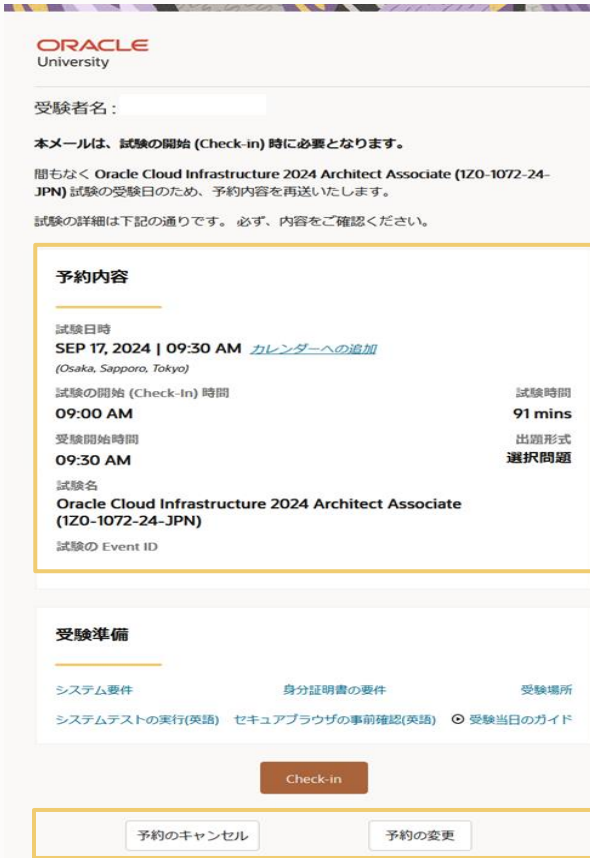 ORACLE
University
受験者名 :
本メールは、試験の開始 (Check-in) 時に必要となります。
間もなく Oracle Cloud Infrastructure 2024 Architect Associate (1Z0-1072-24-
JPN) 試験の受験日のため、予約内容を再送いたします。
試験の詳細は下記の通りです。 必ず、内容をご確認ください。
予約内容
試験日時
SEP 17, 2024 | 09:30 AM カレンダーへの追加
(Osaka, Sapporo, Tokyo)
試験の開始 (Check-In) 時間 試験時間
09:00 AM 91 mins
受験開始時間 出題形式
09:30 AM 選択問題
試験名
Oracle Cloud Infrastructure 2024 Architect Associate
(1Z0-1072-24-JPN)
試験の Event ID
受験準備
システム要件 身分証明書の要件 受験場所
システムテストの実行(英語) セキュアブラウザの事前確認(英語) 受験当日のガイド
Check-in
予約のキャンセル 予約の変更